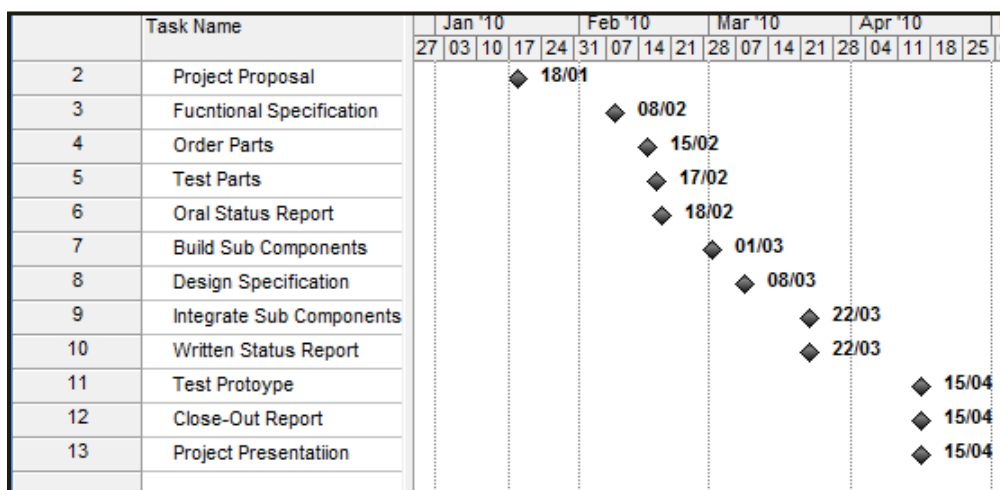 Task Name Jan '10 Feb '10 Mar '10 Apr '10
27 03 10 17 24 31 07 14 21 28 07 14 21 28 04 11 18 25
2 Project Proposal 18/01
3 Fucntional Specification 08/02
4 Order Parts 15/02
5 Test Parts 17/02
6 Oral Status Report 18/02
7 Build Sub Components 01/03
8 Design Specification 08/03
9 Integrate Sub Components 22/03
10 Written Status Report 22/03
11 Test Protoype 15/04
12 Close-Out Report 15/04
13 Project Presentatiion 15/04